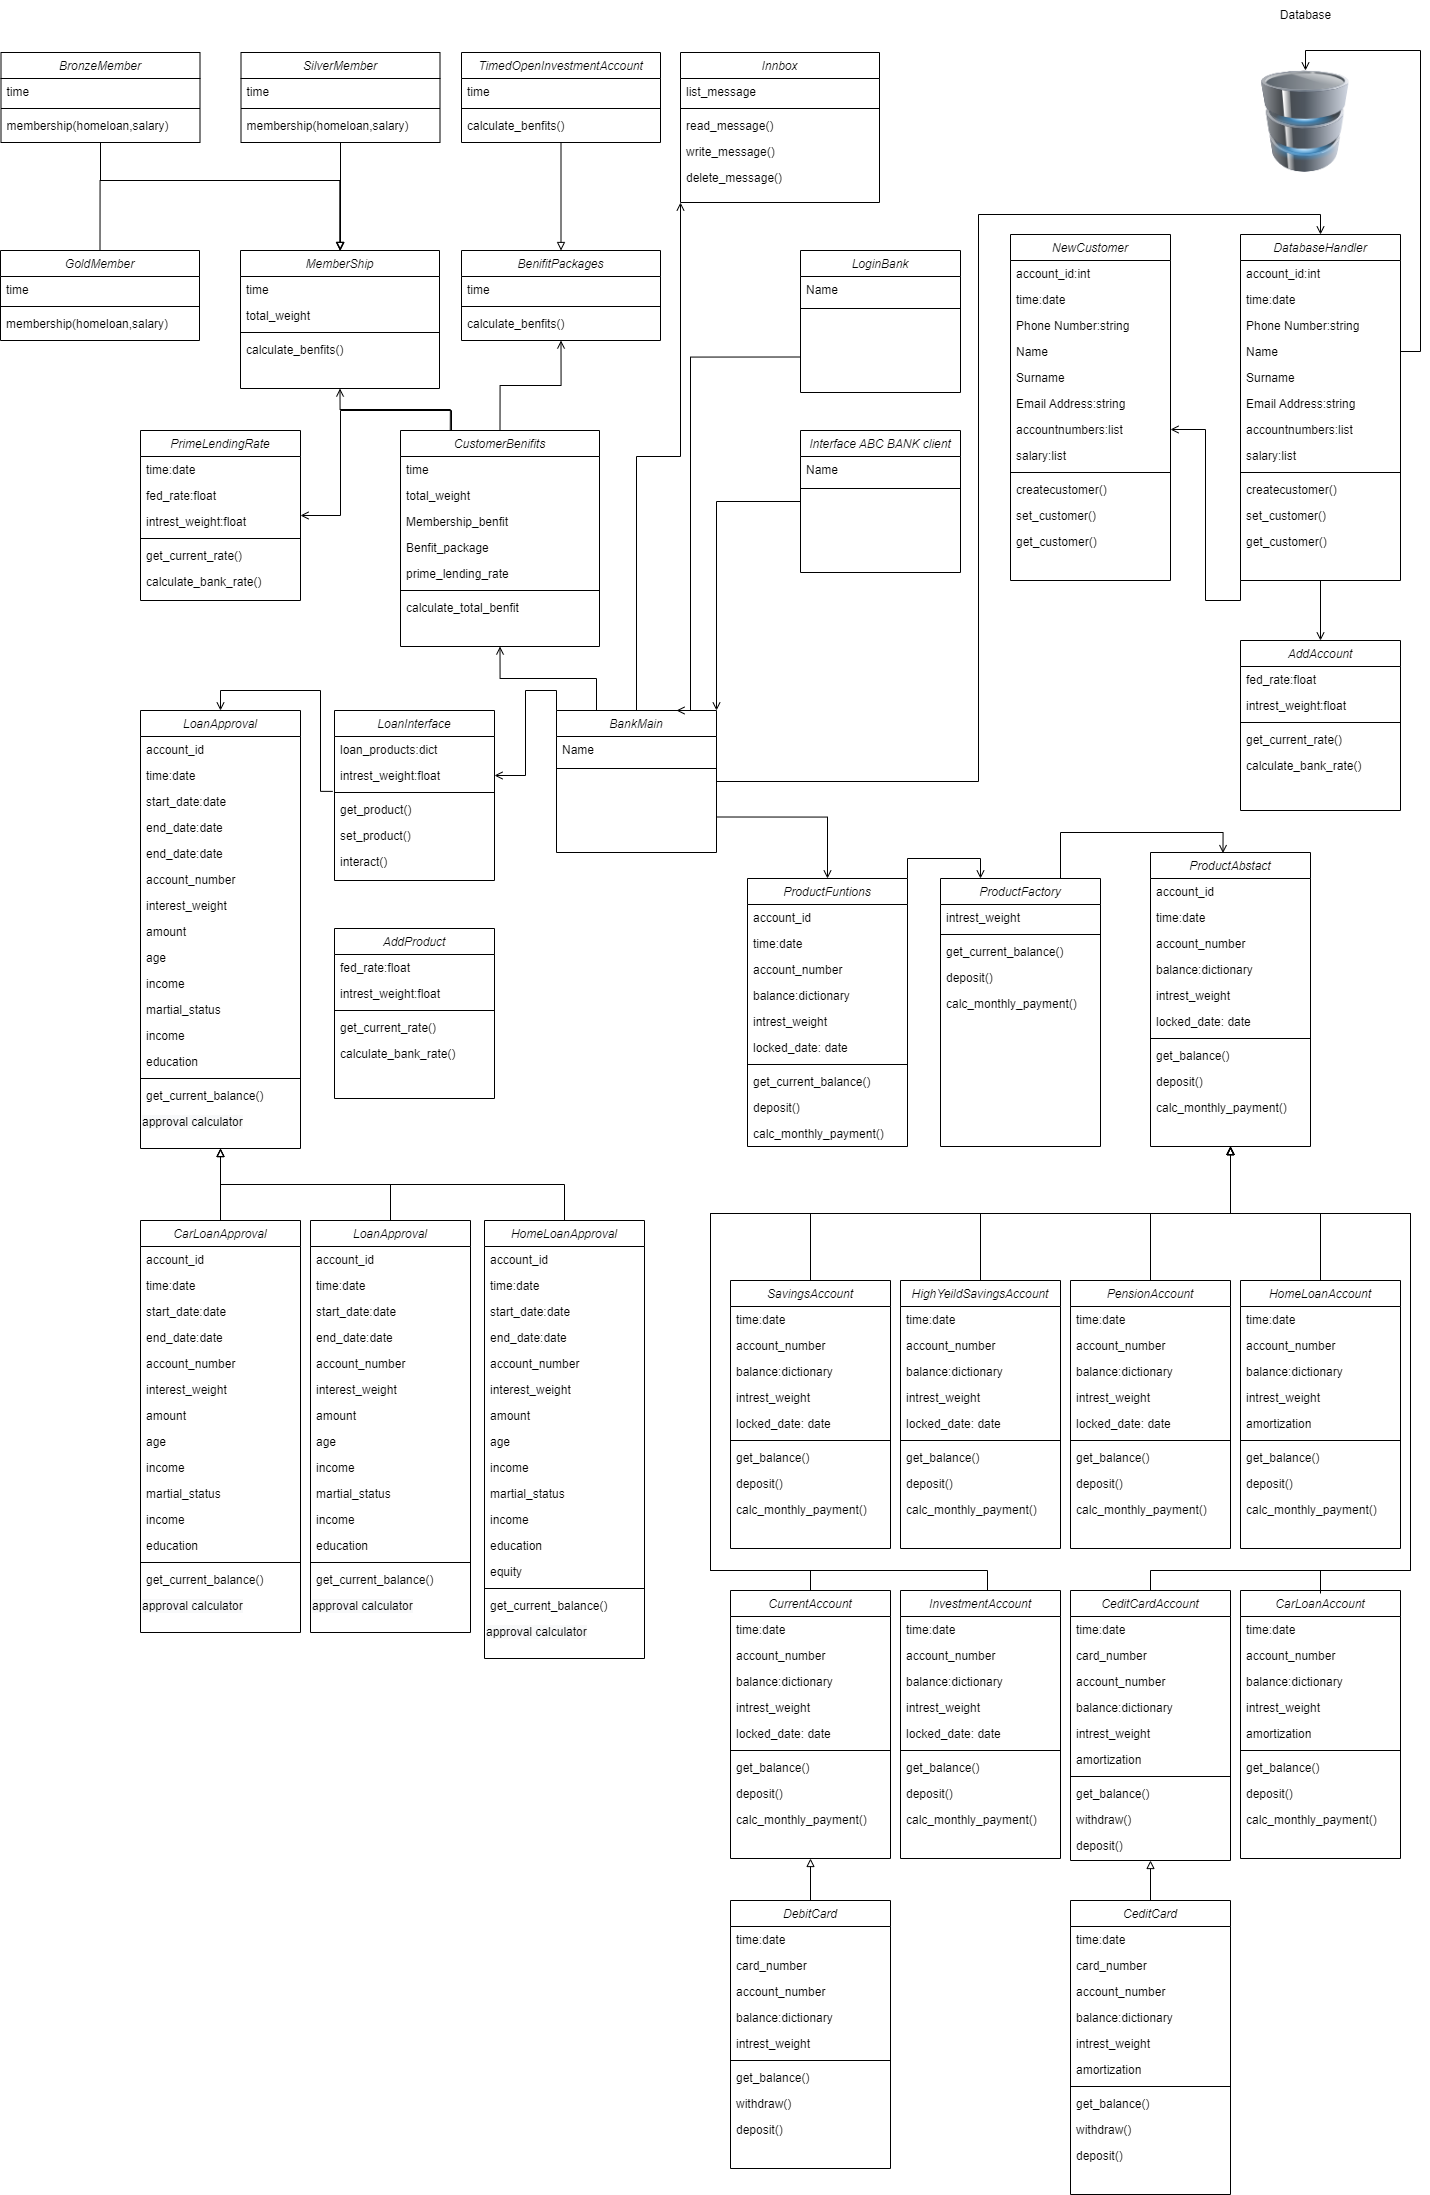 Database
BronzeMember
time
membership(homeloan,salary)
SilverMember
time
membership(homeloan,salary)
TimedOpenInvestmentAccount
time
calculate_benfits()
Innbox
list_message
read_message()
write_message()
delete_message()
GoldMember
time
membership(homeloan,salary)
MemberShip
time
total_weight
calculate_benfits()
BenifitPackages
time
calculate_benfits()
LoginBank
Name
NewCustomer
account_id:int
time:date
Phone Number:string
Name
Surname
Email Address:string
accountnumbers:list
salary:list
createcustomer()
set_customer()
get_customer()
DatabaseHandler
account_id:int
time:date
Phone Number:string
Name
Surname
Email Address:string
accountnumbers:list
salary:list
createcustomer()
set_customer()
get_customer()
PrimeLendingRate
time:date
fed_rate:float
intrest_weight:float
get_current_rate()
calculate_bank_rate()
CustomerBenifits
time
total_weight
Membership_benfit
Benfit_package
prime_lending_rate
calculate_total_benfit
Interface ABC BANK client
Name
AddAccount
fed_rate:float
intrest_weight:float
get_current_rate()
calculate_bank_rate()
LoanApproval
account_id
time:date
start_date:date
end_date:date
end_date:date
account_number
interest_weight
amount
age
income
martial_status
income
education
get_current_balance()
approval calculator
LoanInterface
loan_products:dict
intrest_weight:float
get_product()
set_product()
interact()
BankMain
Name
AddProduct
fed_rate:float
intrest_weight:float
get_current_rate()
calculate_bank_rate()
ProductFuntions
account_id
time:date
account_number
balance:dictionary
intrest_weight
locked_date: date
get_current_balance()
deposit()
calc_monthly_payment()
ProductFactory
intrest_weight
get_current_balance()
deposit()
calc_monthly_payment()
ProductAbstact
account_id
time:date
account_number
balance:dictionary
intrest_weight
locked_date: date
get_balance()
deposit()
calc_monthly_payment()
CarLoanApproval
account_id
time:date
start_date:date
end_date:date
account_number
interest_weight
amount
age
income
martial_status
income
education
get_current_balance()
approval calculator
LoanApproval
account_id
time:date
start_date:date
end_date:date
account_number
interest_weight
amount
age
income
martial_status
income
education
get_current_balance()
approval calculator
HomeLoanApproval
account_id
time:date
start_date:date
end_date:date
account_number
interest_weight
amount
age
income
martial_status
income
education
equity
get_current_balance()
approval calculator
SavingsAccount
time:date
account_number
balance:dictionary
intrest_weight
locked_date: date
get_balance()
deposit()
calc_monthly_payment()
HighYeildSavingsAccount
time:date
account_number
balance:dictionary
intrest_weight
locked_date: date
get_balance()
deposit()
calc_monthly_payment()
PensionAccount
time:date
account_number
balance:dictionary
intrest_weight
locked_date: date
get_balance()
deposit()
calc_monthly_payment()
HomeLoanAccount
time:date
account_number
balance:dictionary
intrest_weight
amortization
get_balance()
deposit()
calc_monthly_payment()
CurrentAccount
time:date
account_number
balance:dictionary
intrest_weight
locked_date: date
get_balance()
deposit()
calc_monthly_payment()
InvestmentAccount
time:date
account_number
balance:dictionary
intrest_weight
locked_date: date
get_balance()
deposit()
calc_monthly_payment()
CeditCardAccount
time:date
card_number
account_number
balance:dictionary
intrest_weight
amortization
get_balance()
withdraw()
deposit()
CarLoanAccount
time:date
account_number
balance:dictionary
intrest_weight
amortization
get_balance()
deposit()
calc_monthly_payment()
DebitCard
time:date
card_number
account_number
balance:dictionary
intrest_weight
get_balance()
withdraw()
deposit()
CeditCard
time:date
card_number
account_number
balance:dictionary
intrest_weight
amortization
get_balance()
withdraw()
deposit()